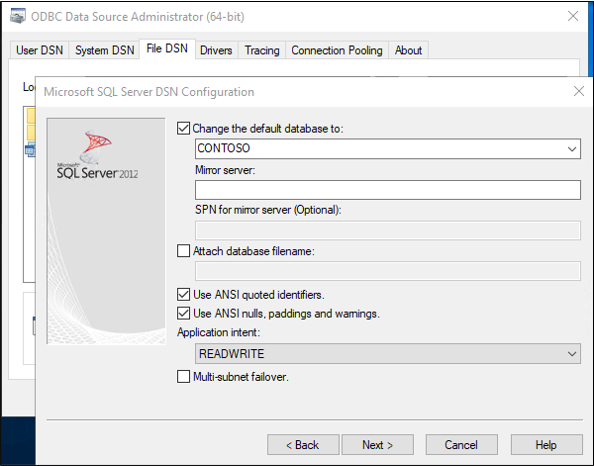 ODBC Data Source Administrator (64-bit)
User DSN System DSN File DSN Drivers Tracing Connection Pooling About
Microsoft SQL Server DSN Configuration
Microsoft
SQL Server 2012
Change the default database to:
CONTOSO
Mirror server:
SPN for mirror server (Optional):
Attach database filename:
Use ANSI quoted identifiers.
Use ANSI nulls, paddings and warnings.
Application intent:
READWRITE
Multi-subnet failover.
< Back Next > Cancel Help